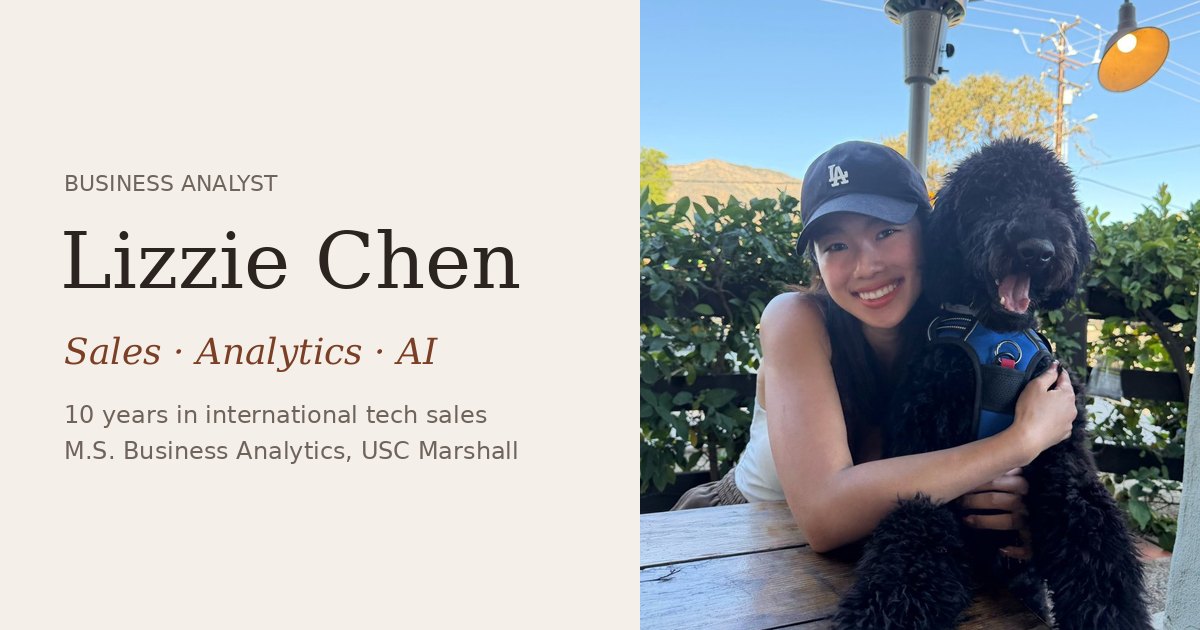 BUSINESS ANALYST
Lizzie Chen
Sales · Analytics · AI
10 years in international tech sales
M.S. Business Analytics, USC Marshall
LA